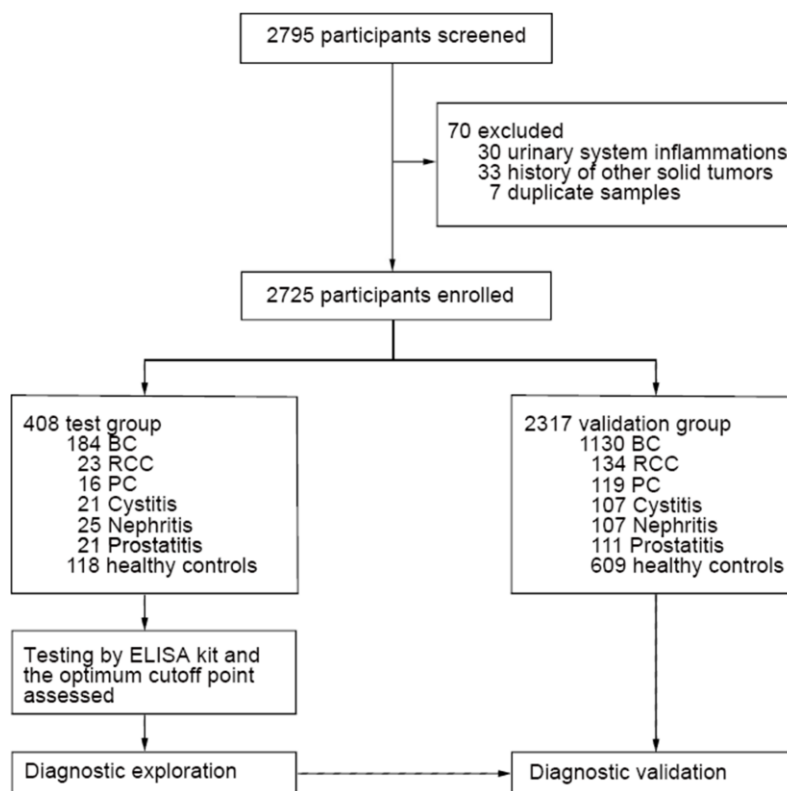 2795 participants screened
70 excluded
30 urinary system inflammations
33 history of other solid tumors
7 duplicate samples
2725 participants enrolled
408 test group
184 BC
23 RCC
16 PC
21 Cystitis
25 Nephritis
21 Prostatitis
118 healthy controls
2317 validation group
1130 BC
134 RCC
119 PC
107 Cystitis
107 Nephritis
111 Prostatitis
609 healthy controls
Testing by ELISA kit and
the optimum cutoff point
assessed
Diagnostic exploration
Diagnostic validation